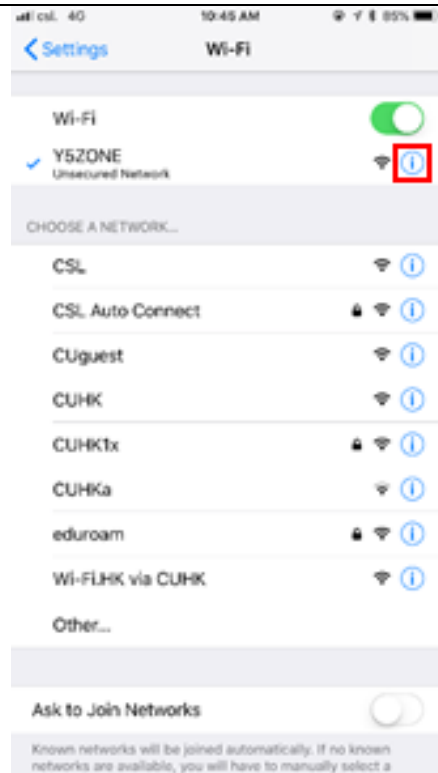 csl. 4G 10:45 AM 85%
Settings Wi-Fi
Wi-Fi
Y5ZONE
Unsecured Network
CHOOSE A NETWORK...
CSL
CSL Auto Connect
CUguest
CUHK
CUHK1x
CUHKa
eduroam
Wi-Fi.HK via CUHK
Other...
Ask to Join Networks
Known networks will be joined automatically. If no known
networks are available, you will have to manually select a